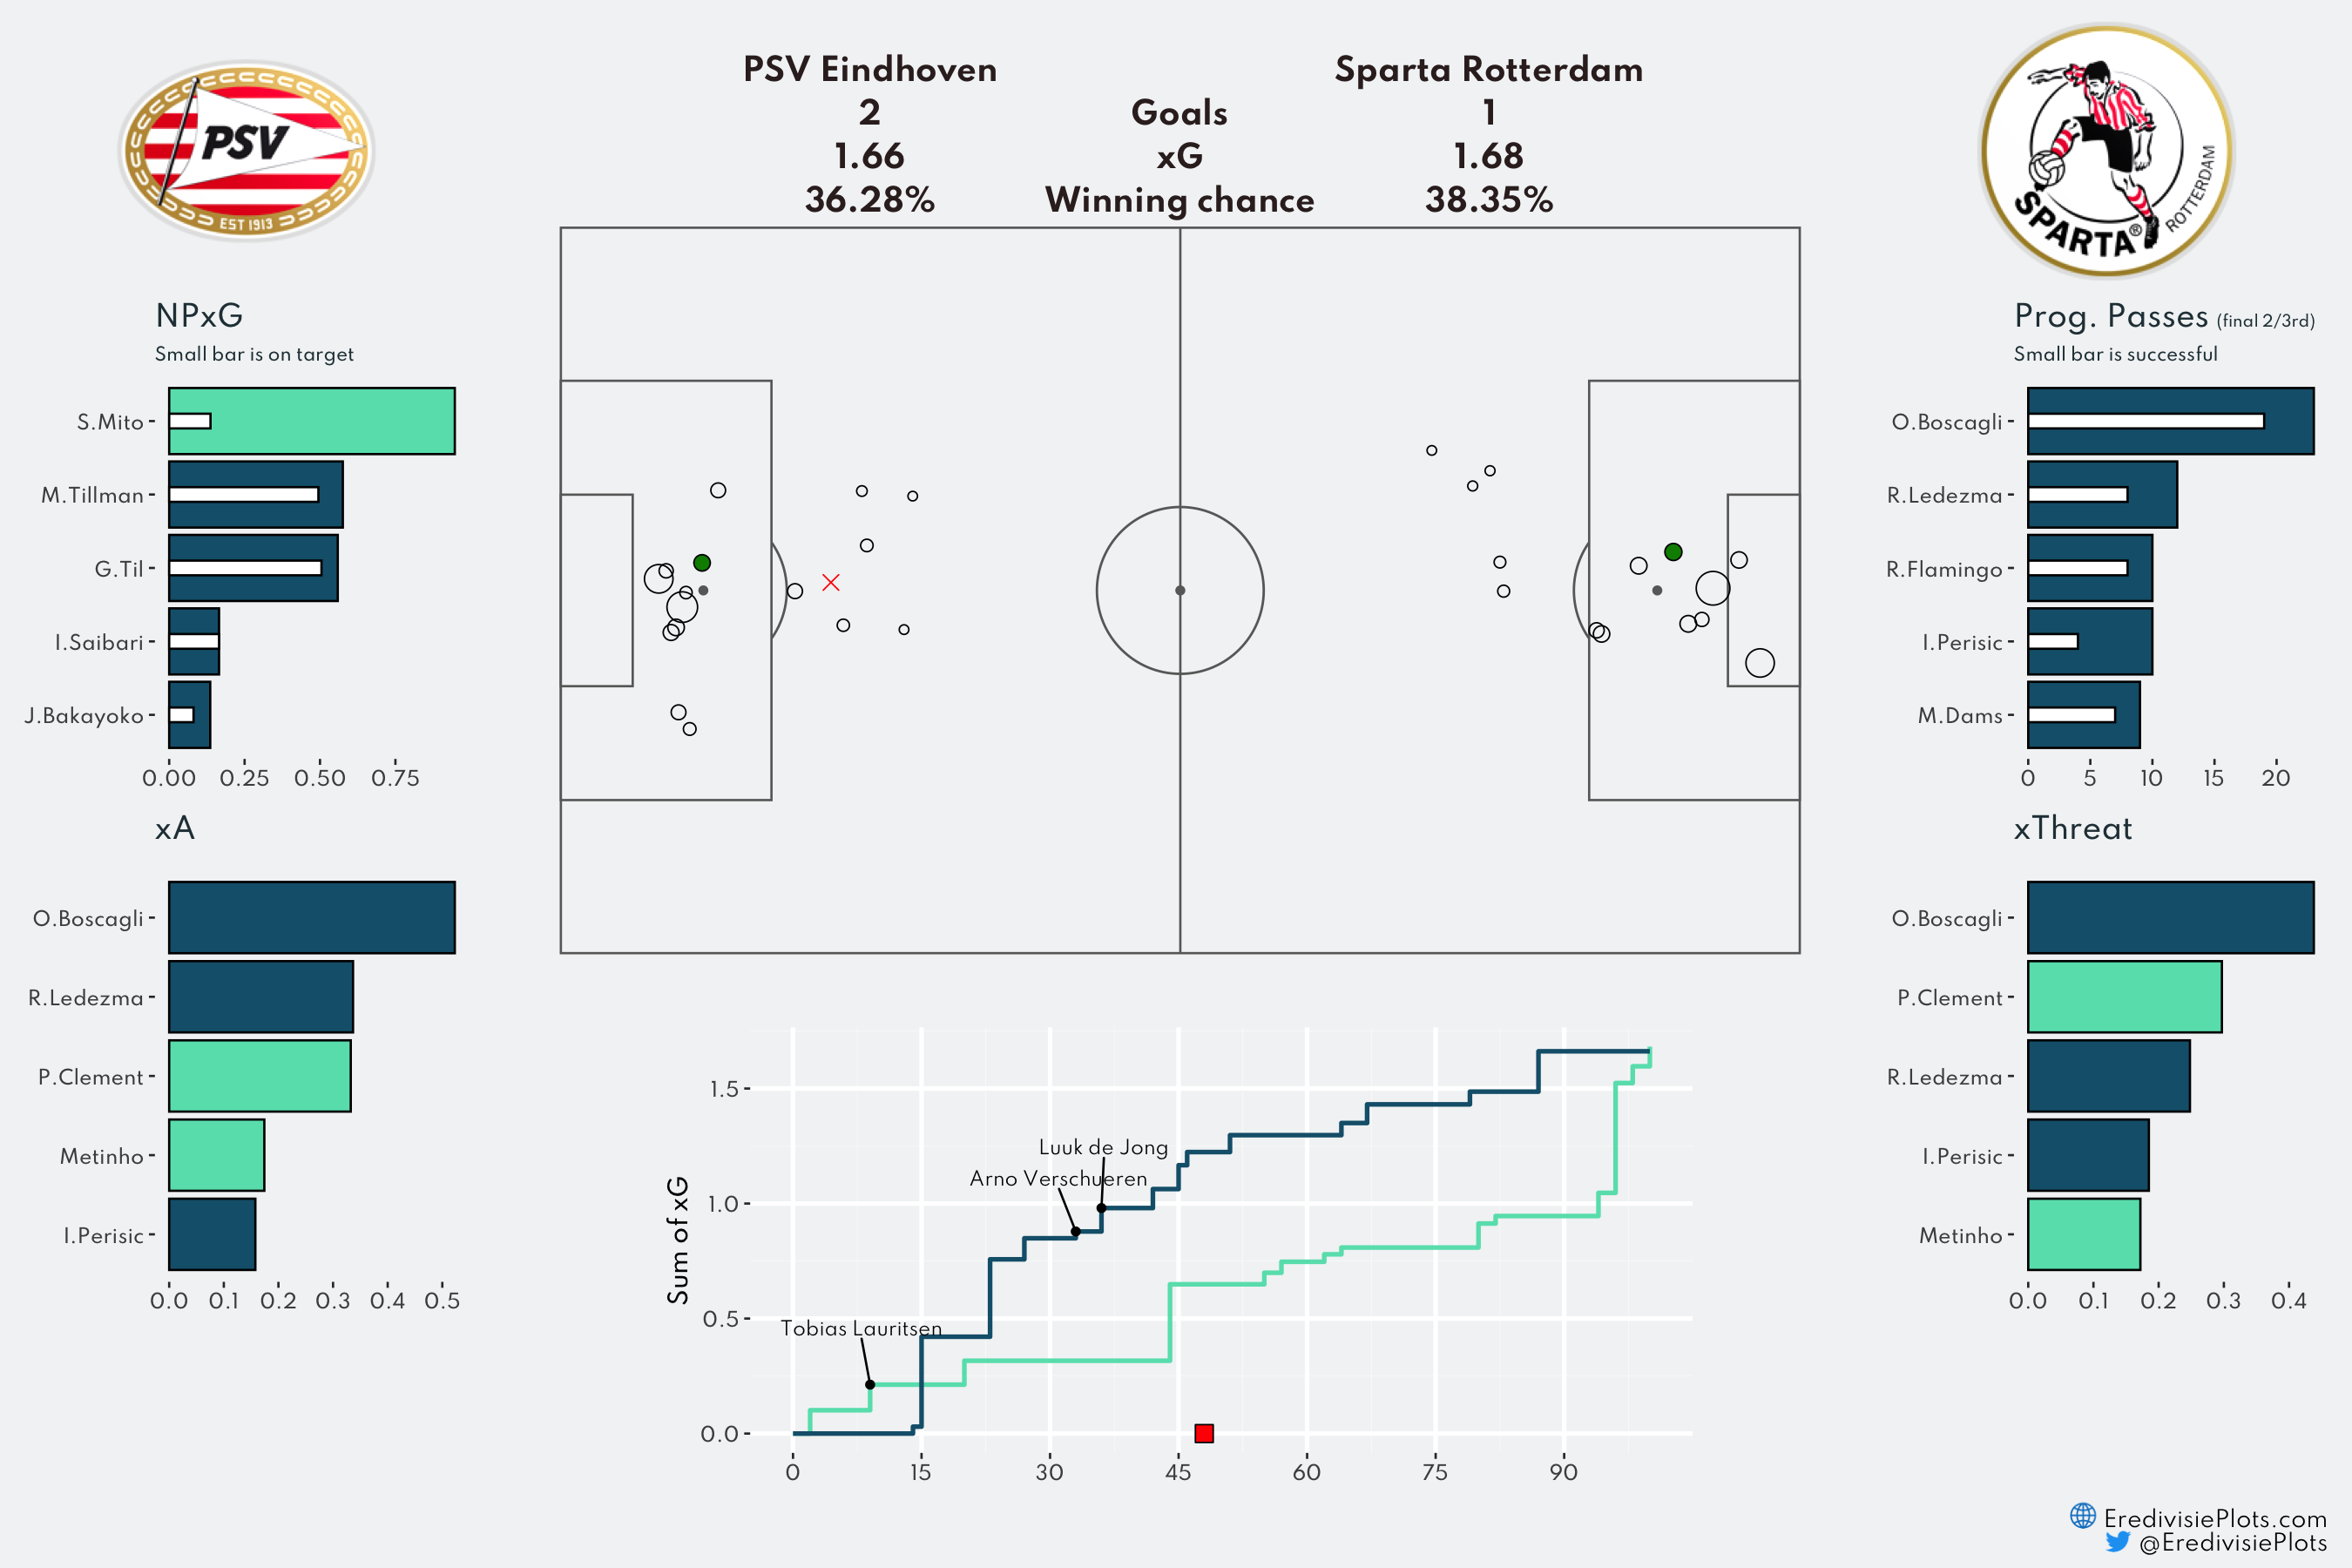 PSV Eindhoven Sparta Rotterdam
2 Goals 1
1.66 xG 1.68
36.28% Winning chance 38.35%
PSV
EST 1913
SPARTA®
ROTTERDAM
NPxG
Small bar is on target
S.Mito
M.Tillman
G.Til
I.Saibari
J.Bakayoko
0.00 0.25 0.50 0.75
xA
O.Boscagli
R.Ledezma
P.Clement
Metinho
I.Perisic
0.0 0.1 0.2 0.3 0.4 0.5
Prog. Passes (final 2/3rd)
Small bar is successful
O.Boscagli
R.Ledezma
R.Flamingo
I.Perisic
M.Dams
0 5 10 15 20
xThreat
O.Boscagli
P.Clement
R.Ledezma
I.Perisic
Metinho
0.0 0.1 0.2 0.3 0.4
Sum of xG
1.5
1.0
0.5
0.0
Luuk de Jong
Arno Verschueren
Tobias Lauritsen
0 15 30 45 60 75 90
EredivisiePlots.com
@EredivisiePlots